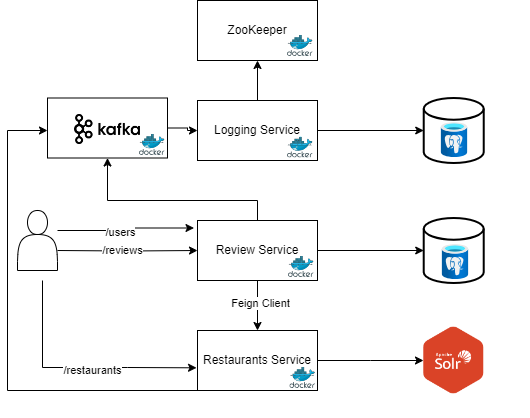 ZooKeeper
docker
kafka
docker
Logging Service
docker
/users
/reviews
Review Service
docker
Feign Client
/restaurants
Restaurants Service
docker
Apache
Solr